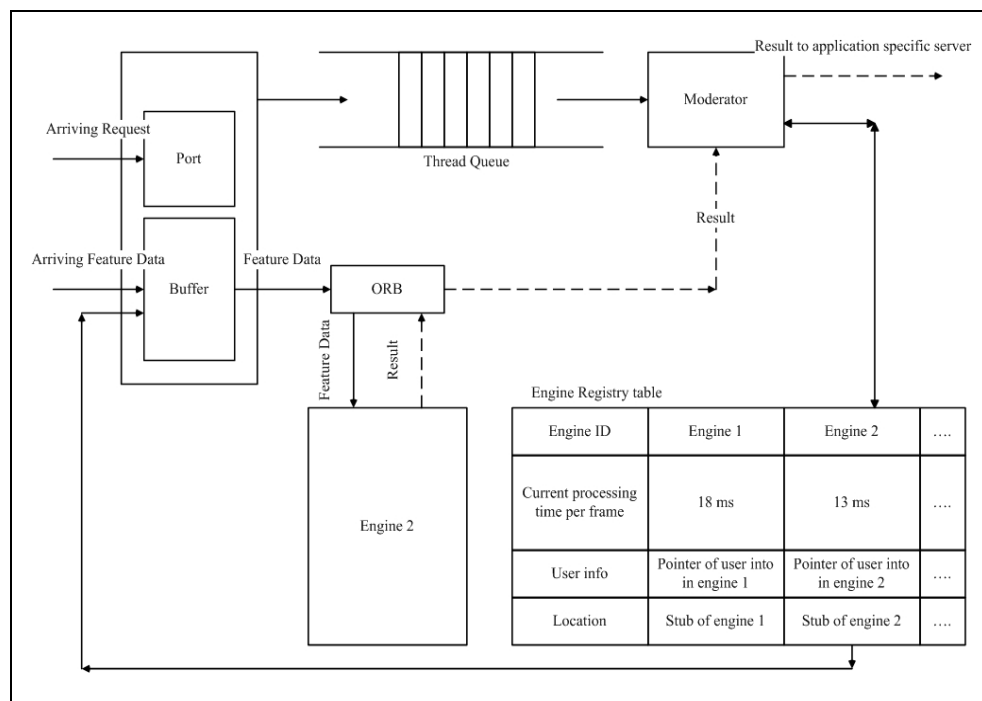 Result to application specific server
Moderator
Arriving Request
Port
Thread Queue
Result
Arriving Feature Data
Feature Data
Buffer
ORB
Feature Data
Result
Engine Registry table
Engine ID
Engine 1
Engine 2
....
Current processing
time per frame
18 ms
13 ms
....
Engine 2
User info
Pointer of user into
in engine 1
Pointer of user into
in engine 2
....
Location
Stub of engine 1
Stub of engine 2
....